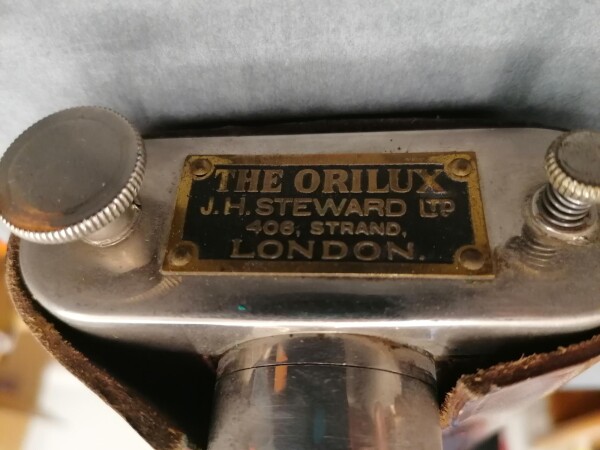 THE ORILUX
J.H. STEWARD LTD
406, STRAND,
LONDON.